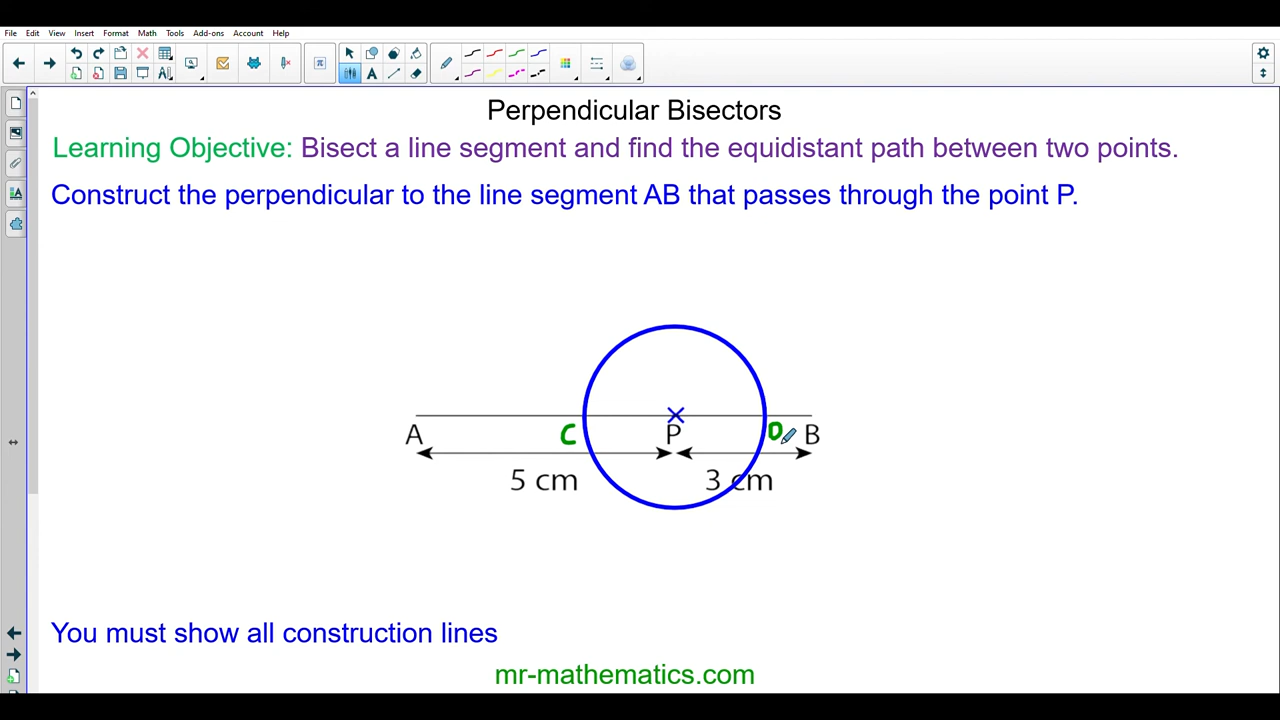 File Edit View Insert Format Math Tools Add-ons Account Help
Perpendicular Bisectors
Learning Objective: Bisect a line segment and find the equidistant path between two points.
Construct the perpendicular to the line segment AB that passes through the point P.
A C P D B
5 cm 3 cm
You must show all construction lines
mr-mathematics.com